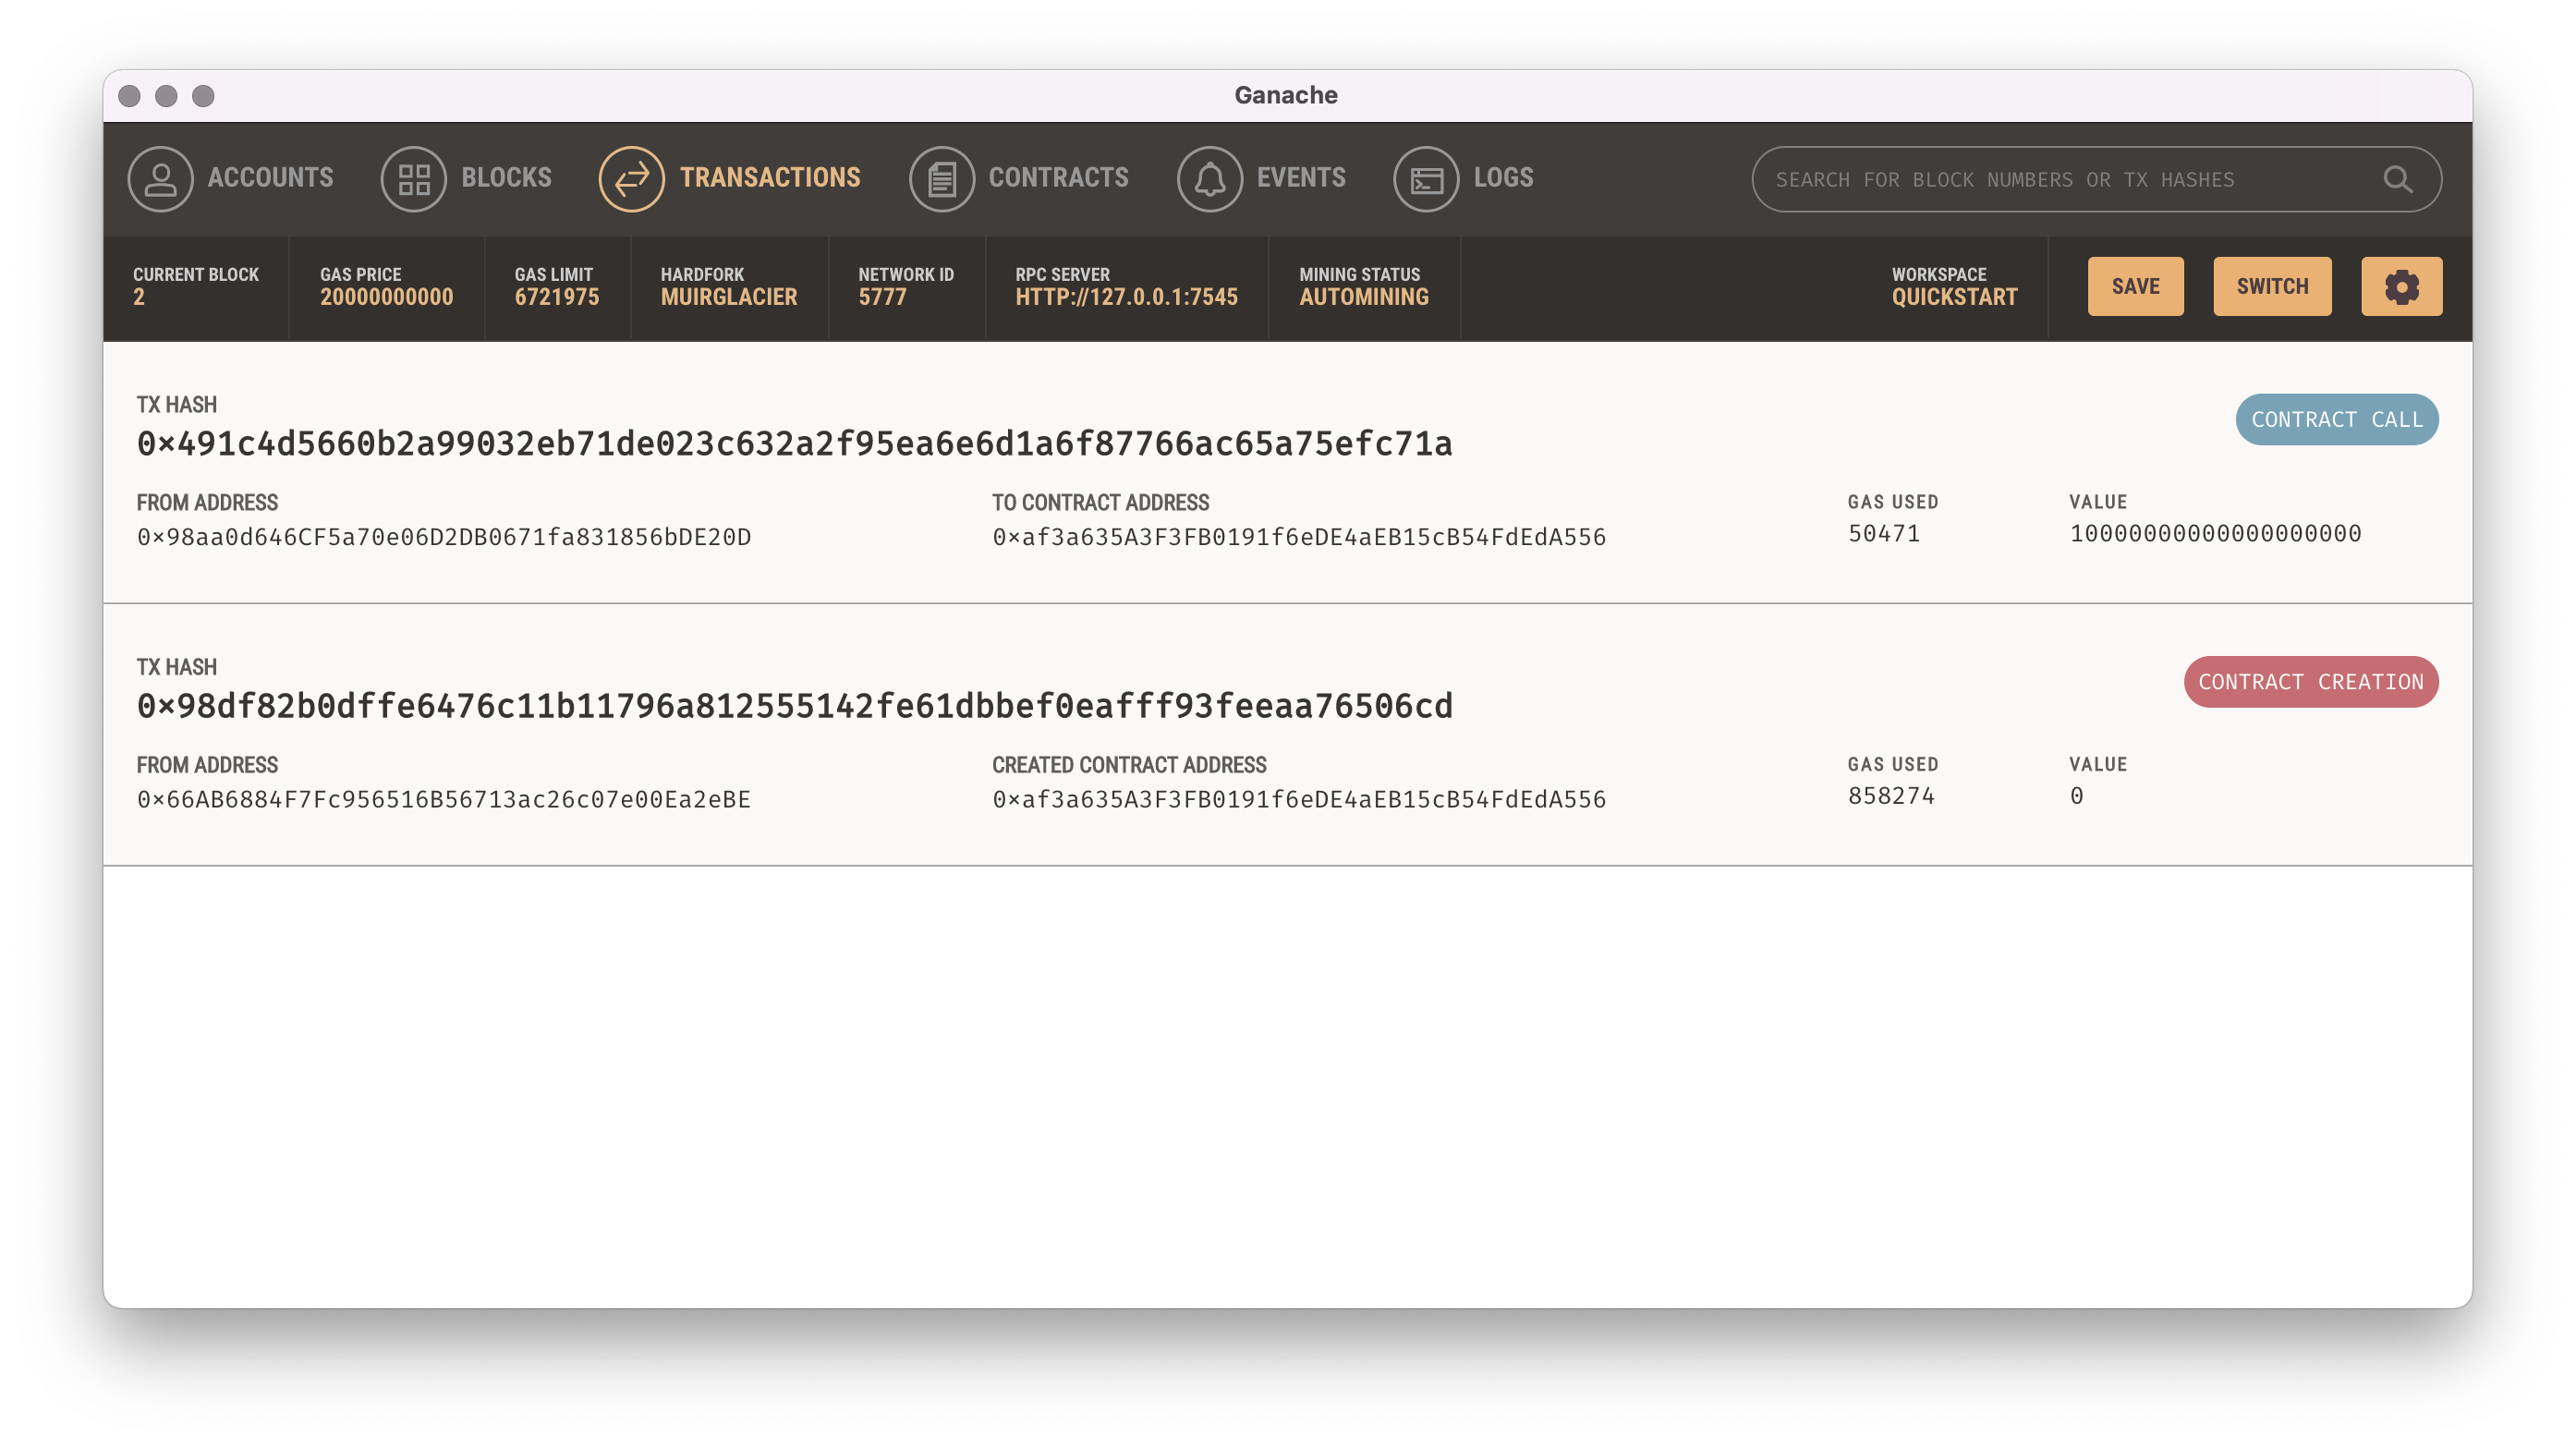 Ganache
ACCOUNTS BLOCKS TRANSACTIONS CONTRACTS EVENTS LOGS SEARCH FOR BLOCK NUMBERS OR TX HASHES
CURRENT BLOCK GAS PRICE GAS LIMIT HARDFORK NETWORK ID RPC SERVER MINING STATUS WORKSPACE
2 20000000000 6721975 MUIRGLACIER 5777 HTTP://127.0.0.1:7545 AUTOMINING QUICKSTART SAVE SWITCH
TX HASH
0×491c4d5660b2a99032eb71de023c632a2f95ea6e6d1a6f87766ac65a75efc71a CONTRACT CALL
FROM ADDRESS TO CONTRACT ADDRESS GAS USED VALUE
0×98aa0d646CF5a70e06D2DB0671fa831856bDE20D 0×af3a635A3F3FB0191f6eDE4aEB15cB54FdEdA556 50471 10000000000000000000
TX HASH
0×98df82b0dffe6476c11b11796a812555142fe61dbbef0eafff93feeaa76506cd CONTRACT CREATION
FROM ADDRESS CREATED CONTRACT ADDRESS GAS USED VALUE
0×66AB6884F7Fc956516B56713ac26c07e00Ea2eBE 0×af3a635A3F3FB0191f6eDE4aEB15cB54FdEdA556 858274 0